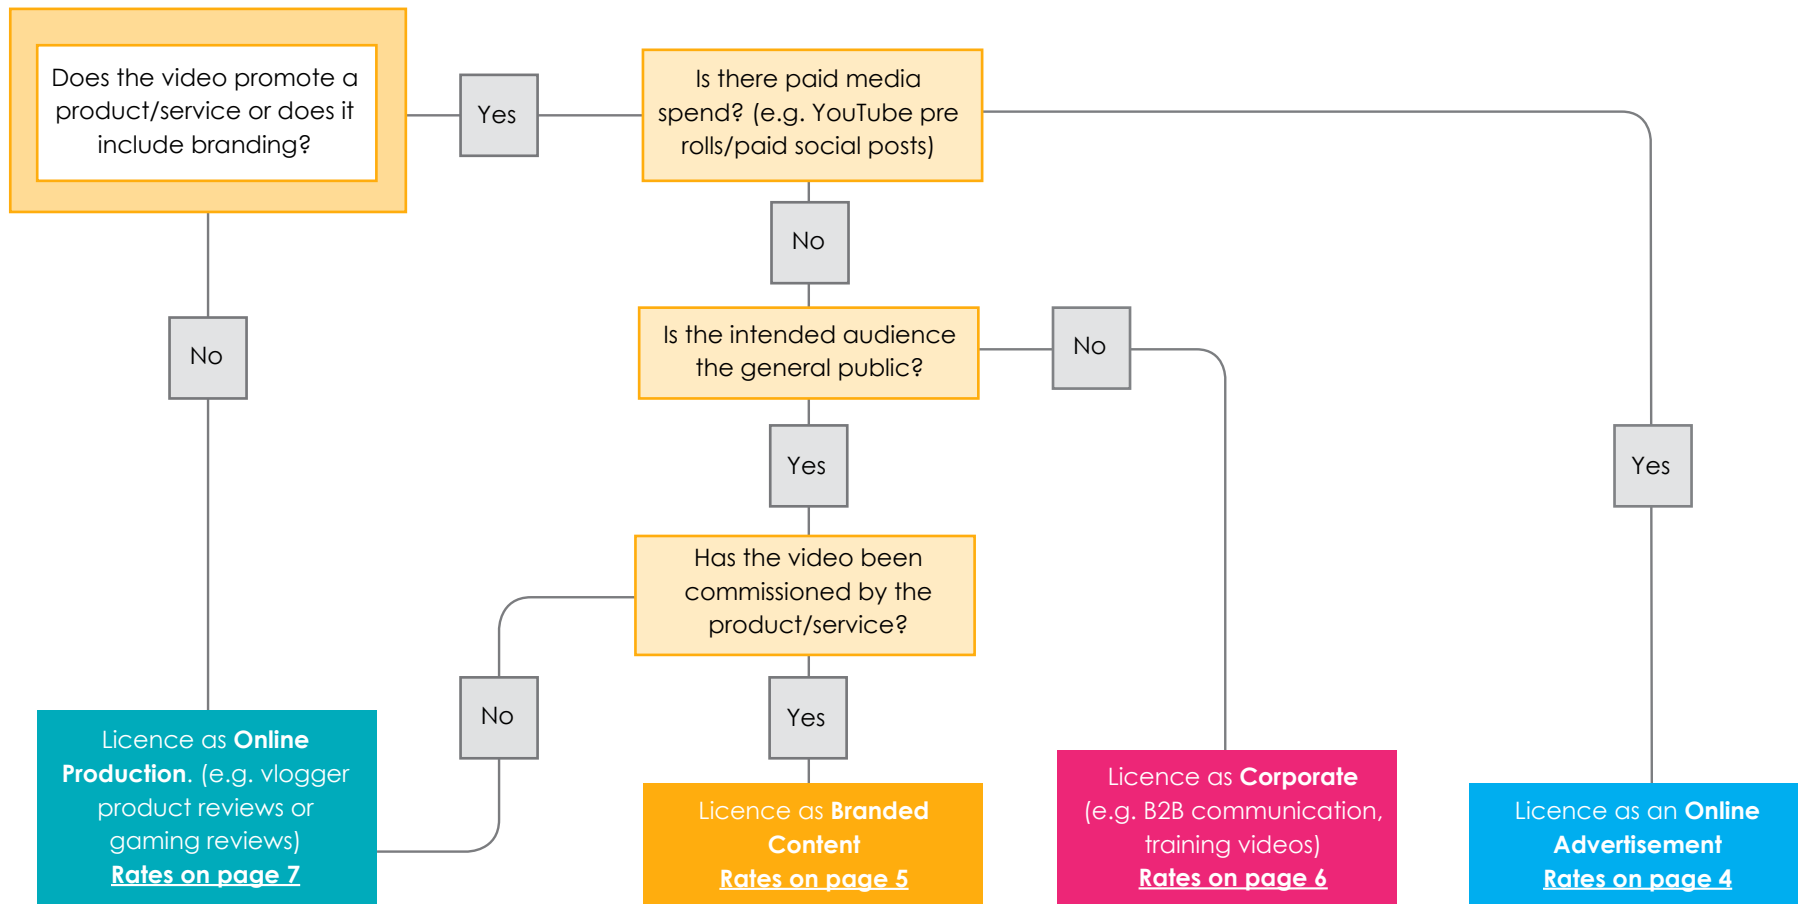 Does the video promote a
product/service or does it
include branding?
Yes
Is there paid media
spend? (e.g. YouTube pre
rolls/paid social posts)
No
No
Is the intended audience
the general public?
No
Yes
Yes
Has the video been
commissioned by the
product/service?
No
Yes
Licence as Online
Production. (e.g. vlogger
product reviews or
gaming reviews)
Rates on page 7
Licence as Branded
Content
Rates on page 5
Licence as Corporate
(e.g. B2B communication,
training videos)
Rates on page 6
Licence as an Online
Advertisement
Rates on page 4